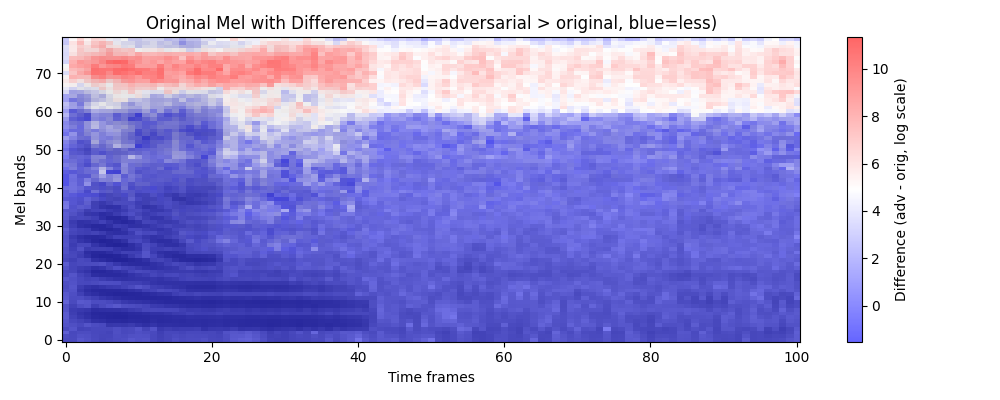 Original Mel with Differences (red=adversarial > original, blue=less)
Mel bands
70
60
50
40
30
20
10
0
0 20 40 60 80 100
Time frames
10
8
6
4
2
0
Difference (adv - orig, log scale)